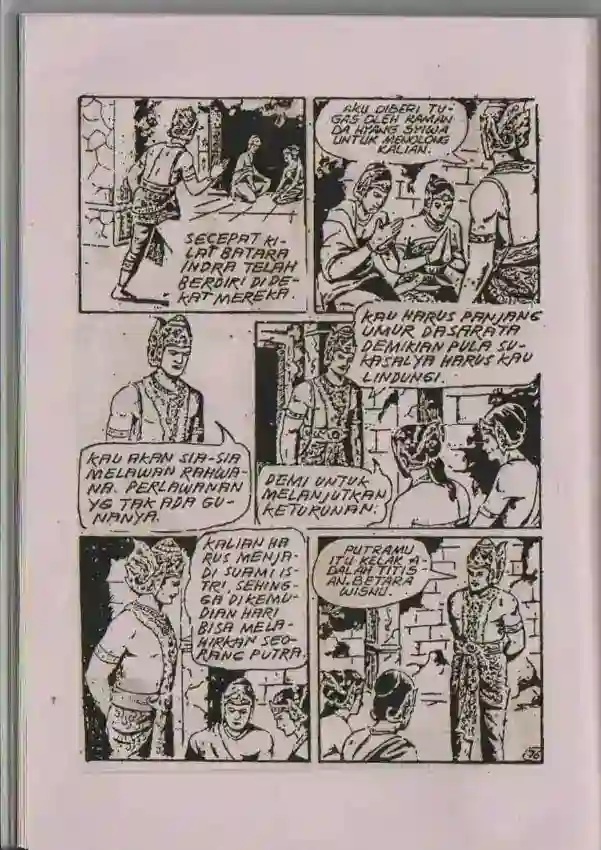 SECEPAT KI-
LAT BATARA
INDRA TELAH
BERDIRI DI DE-
KAT MEREKA.
AKU DIBERI TU-
GAS OLEH RAMAN
DA HYANG SYIWA
UNTUK MENOLONG
KALIAN.
KAU AKAN SIA-SIA
MELAWAN RAHWA-
NA. PERLAWANAN
YG TAK ADA GU-
NANYA.
KAU HARUS PANJANG
UMUR DASARATA
DEMIKIAN PULA SU-
KASALYA HARUS KAU
LINDUNGI.
DEMI UNTUK
MELANJUTKAN
KETURUNAN.
KALIAN HA
RUS MENJA-
DI SUAMI IS-
TRI, SEHING-
GA DI KEMU-
DIAN HARI
BISA MELA-
HIRKAN SEO-
RANG PUTRA.
PUTRAMU
ITU KELAK A-
DALAH TITIS
AN. BETARA
WISNU.
76